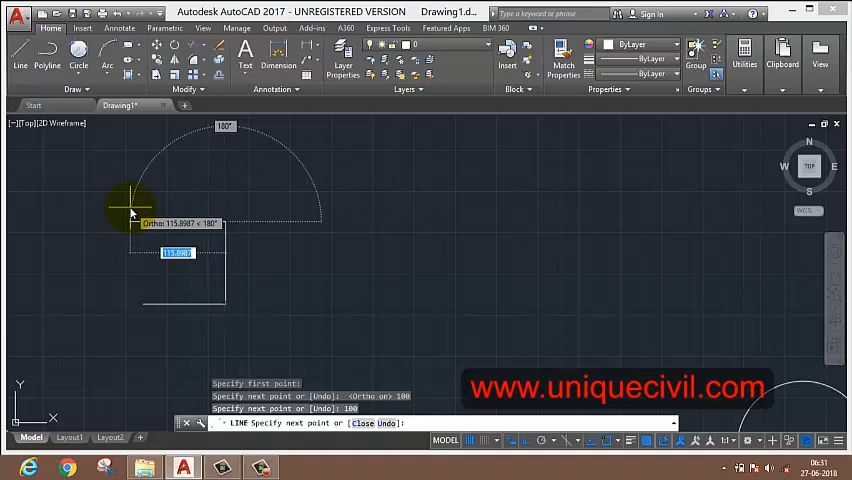 Autodesk AutoCAD 2017 - UNREGISTERED VERSION Drawing1.d... Type a keyword or phrase Sign In
Home Insert Annotate Parametric View Manage Output Add-ins A360 Express Tools Featured Apps BIM 360
Line Polyline Circle Arc Text Dimension Layer Properties 0 Insert Match Properties ByLayer ByLayer ByLayer Group Utilities Clipboard View
Draw Modify Annotation Layers Block Properties Groups
Start Drawing1*
[–][Top][2D Wireframe]
180°
N
W TOP E
S
WCS
Ortho: 115.8987 < 180°
115.8987
Specify first point:
Specify next point or [Undo]: <Ortho on> 100
Specify next point or [Undo]: 100
www.uniquecivil.com
Y
X
LINE Specify next point or [Close Undo]:
Model Layout1 Layout2 MODEL 1:1
06:31
27-06-2018